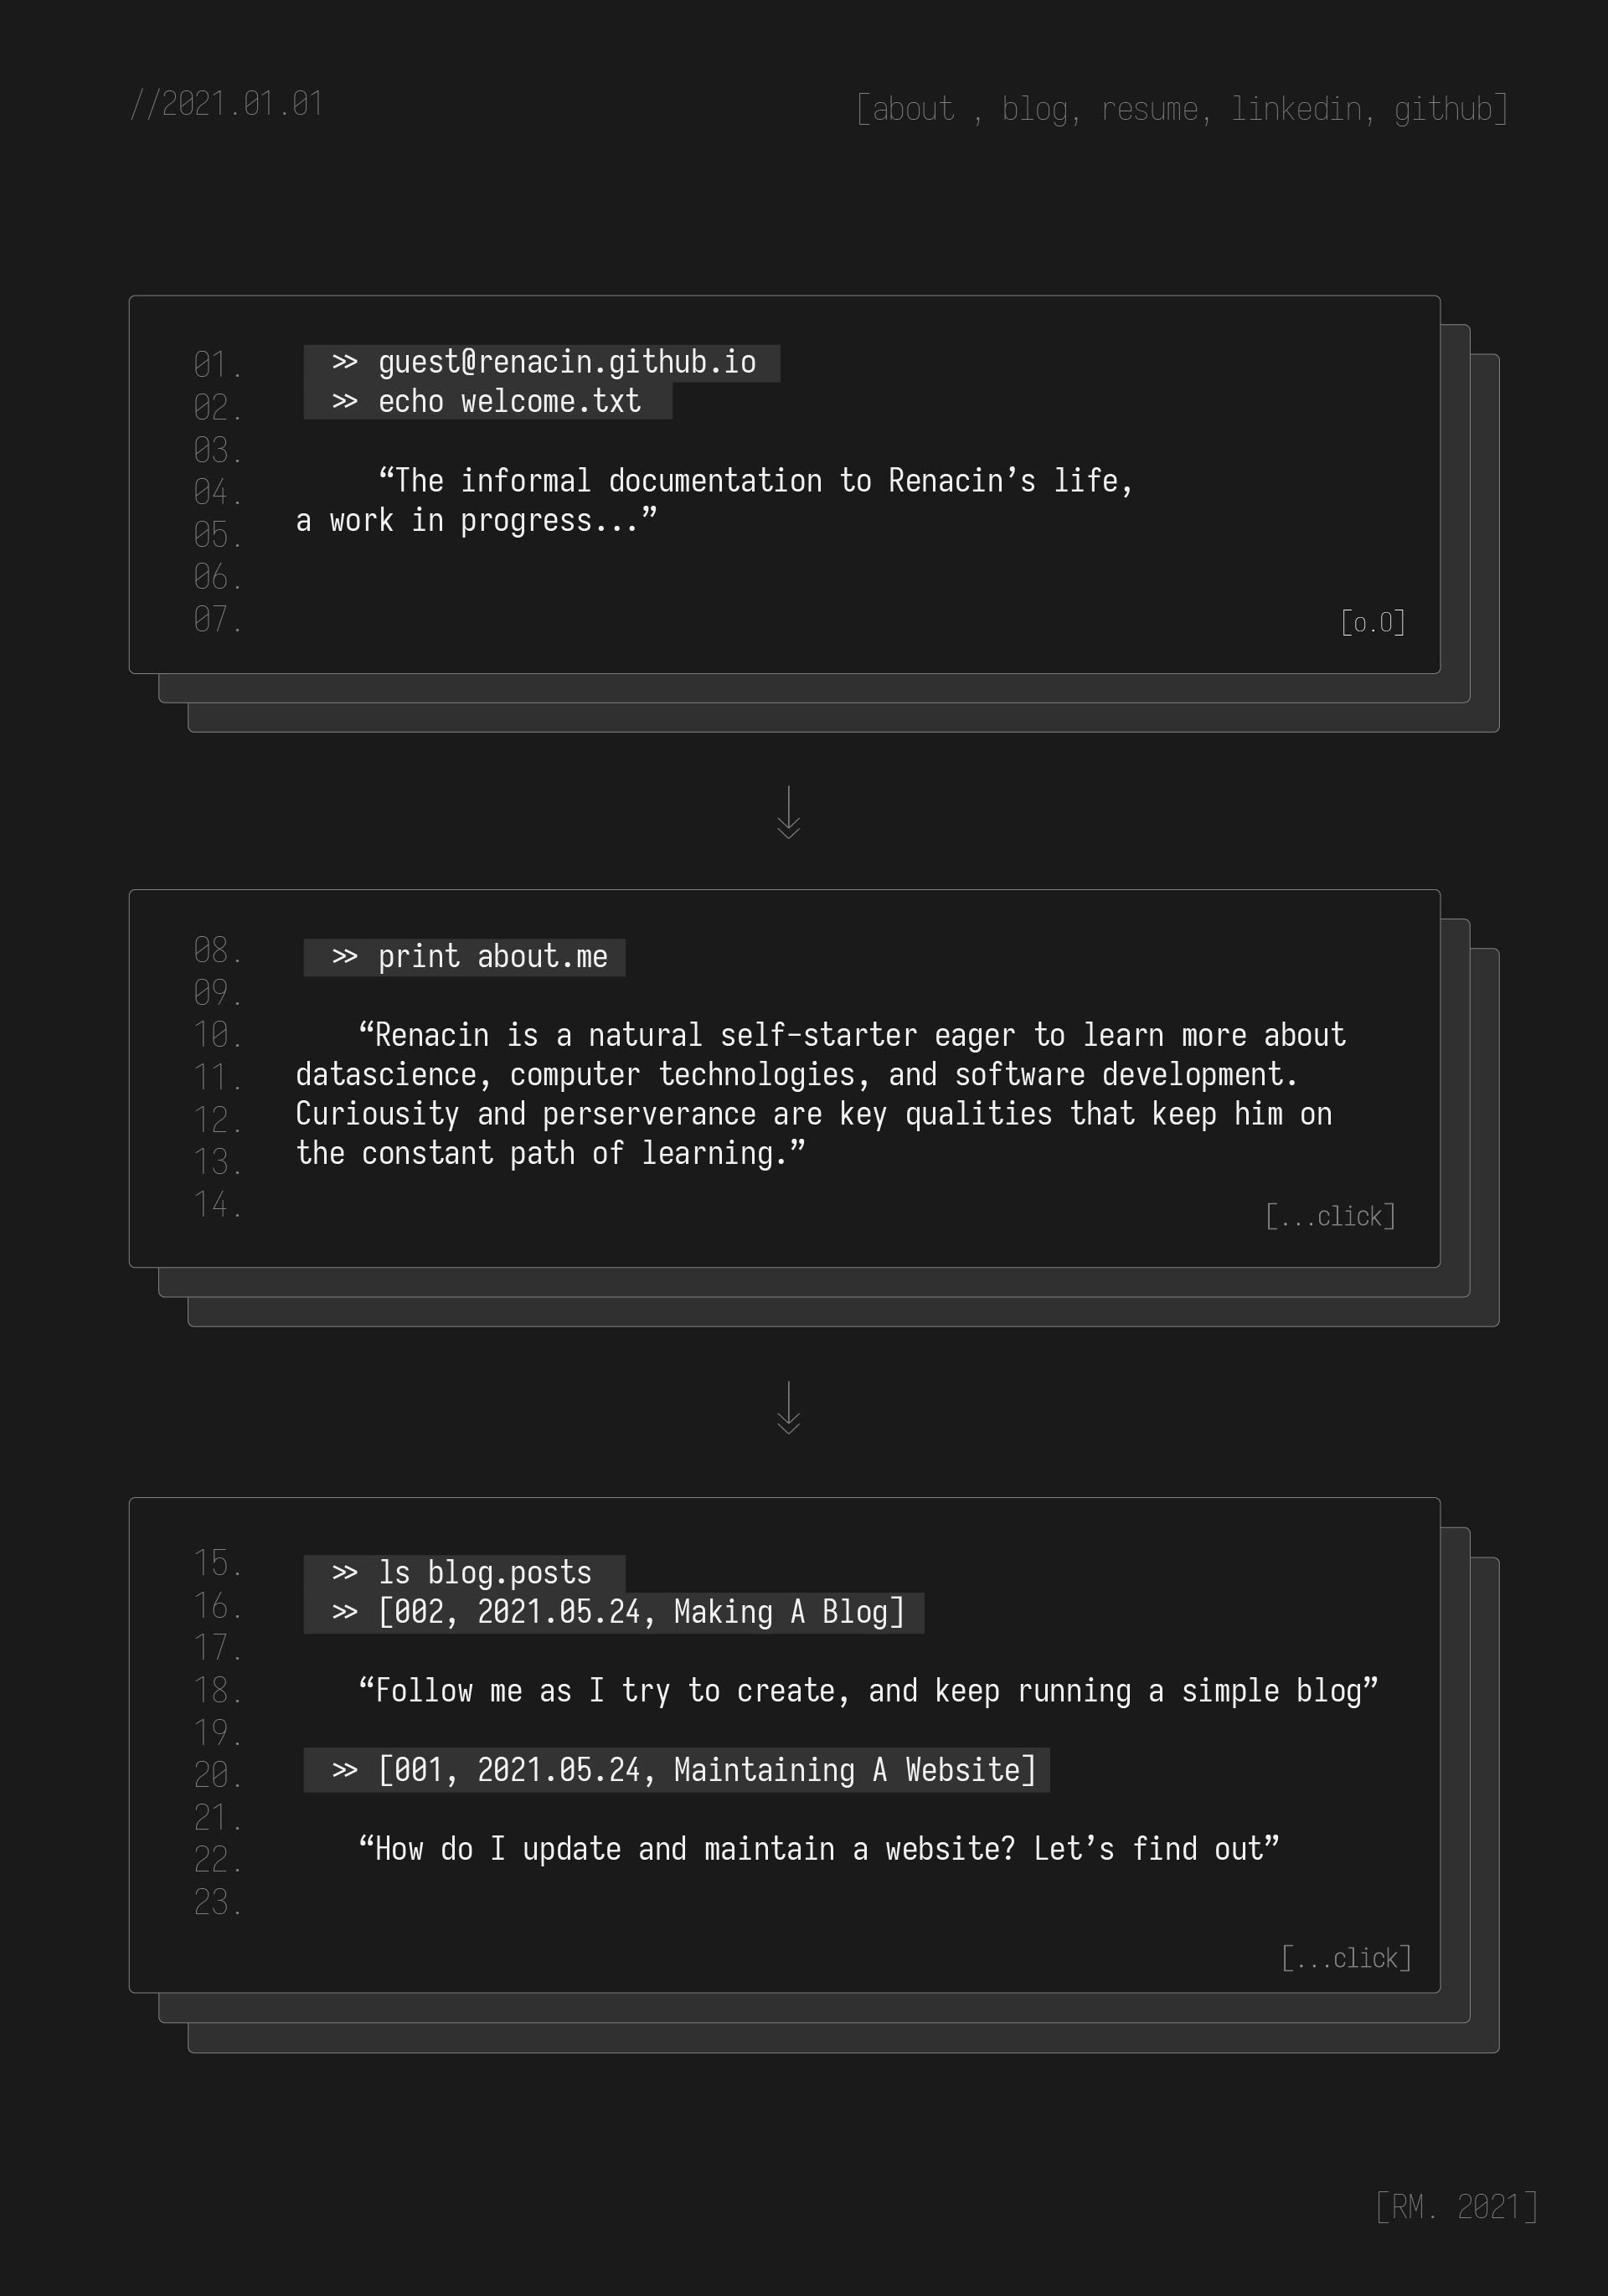 //2021.01.01
[about , blog, resume, linkedin, github]
01. >> guest@renacin.github.io
02. >> echo welcome.txt
03.
04. “The informal documentation to Renacin’s life,
05. a work in progress...”
06.
07. [o.O]
08. >> print about.me
09.
10. “Renacin is a natural self-starter eager to learn more about
11. datascience, computer technologies, and software development.
12. Curiousity and perserverance are key qualities that keep him on
13. the constant path of learning.”
14. [...click]
15. >> ls blog.posts
16. >> [002, 2021.05.24, Making A Blog]
17.
18. “Follow me as I try to create, and keep running a simple blog”
19.
20. >> [001, 2021.05.24, Maintaining A Website]
21.
22. “How do I update and maintain a website? Let’s find out”
23.
[...click]
[RM. 2021]